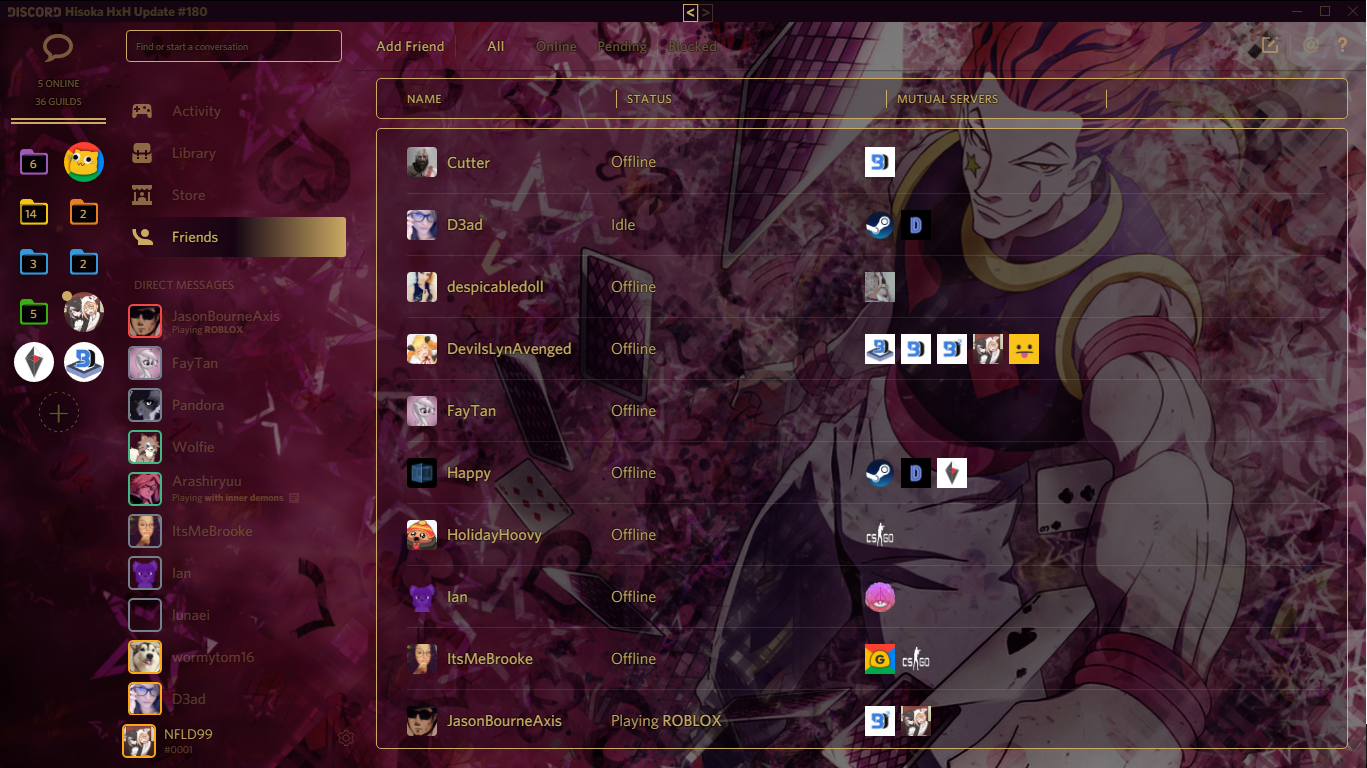 DISCORD Hisoka HxH Update #180
< >
Find or start a conversation
Add Friend
All
Online
Pending
Blocked
@ ?
5 ONLINE
36 GUILDS
6
14
2
3
2
5
Activity
Library
Store
Friends
DIRECT MESSAGES
JasonBourneAxis
Playing ROBLOX
FayTan
Pandora
Wolfie
Arashiryuu
Playing with inner demons
ItsMeBrooke
Ian
lunaei
wormytom16
D3ad
NFLD99
#0001
NAME STATUS MUTUAL SERVERS
Cutter Offline
D3ad Idle D
despicabledoll Offline
DevilsLynAvenged Offline
FayTan Offline
Happy Offline D
HolidayHoovy Offline CS GO
Ian Offline
ItsMeBrooke Offline G CS GO
JasonBourneAxis Playing ROBLOX